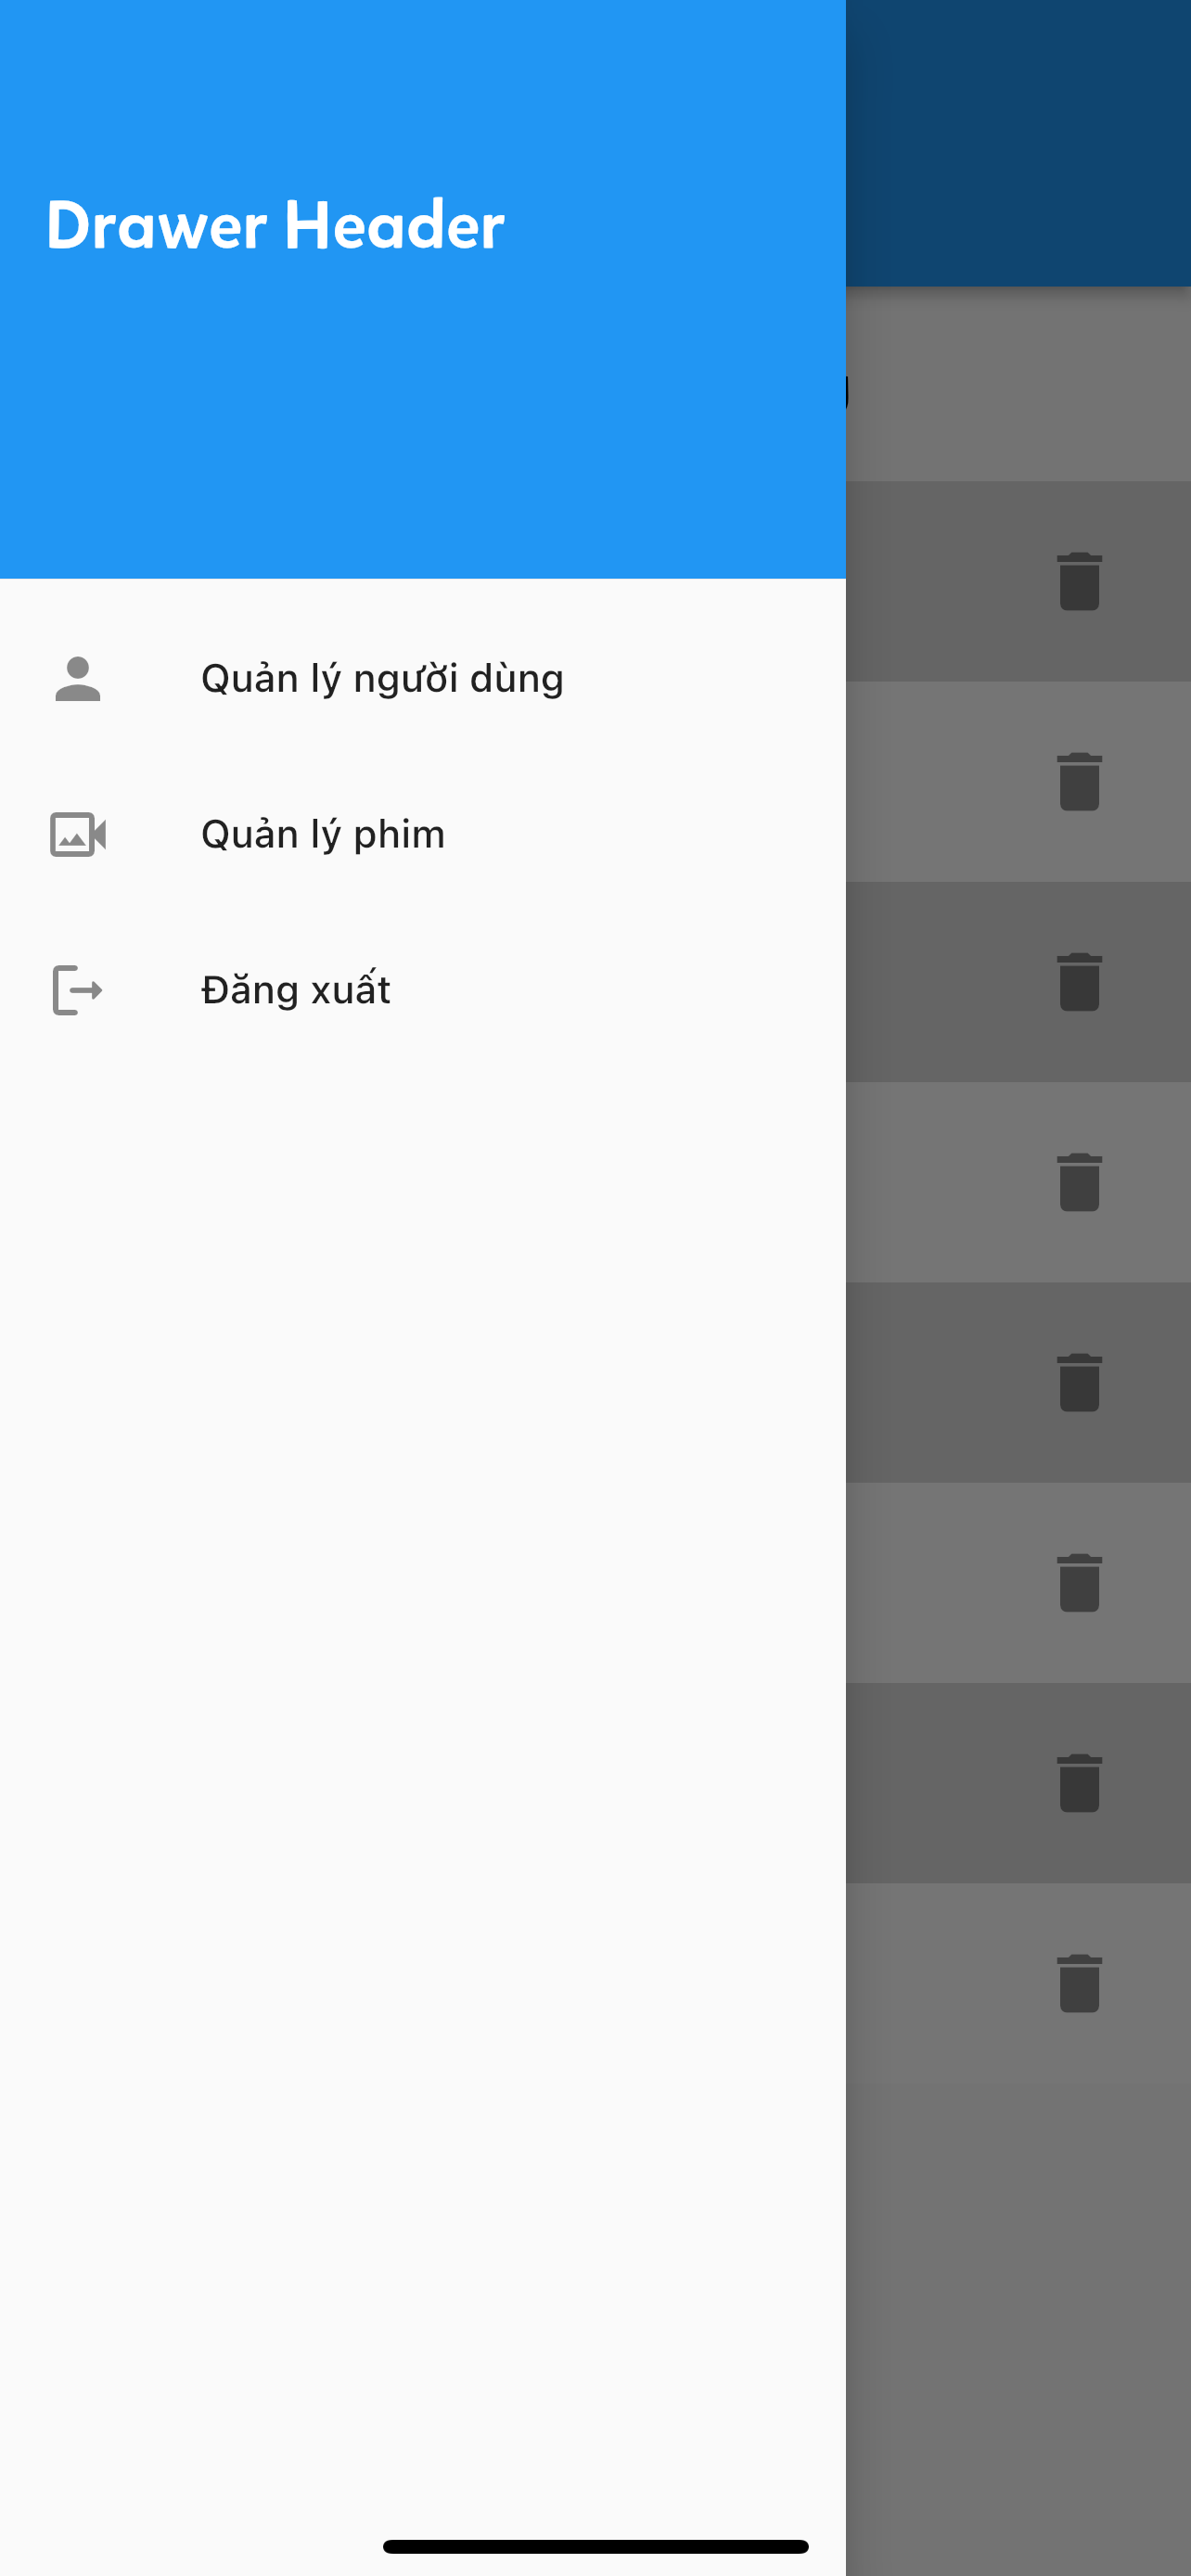 Drawer Header
Quản lý người dùng
Quản lý phim
Đăng xuất